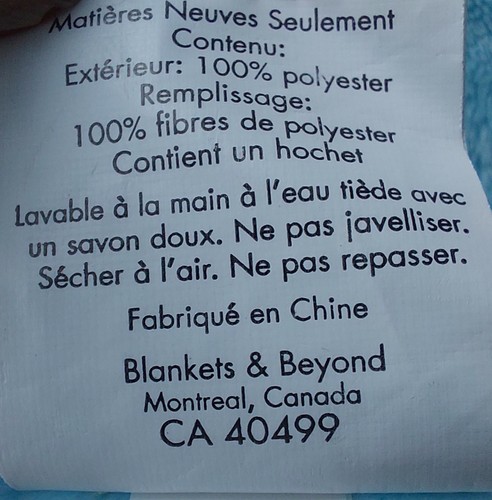 Matières Neuves Seulement
Contenu:
Extérieur: 100% polyester
Remplissage:
100% fibres de polyester
Contient un hochet
Lavable à la main à l'eau tiède avec
un savon doux. Ne pas javelliser.
Sécher à l'air. Ne pas repasser.
Fabriqué en Chine
Blankets & Beyond
Montreal, Canada
CA 40499